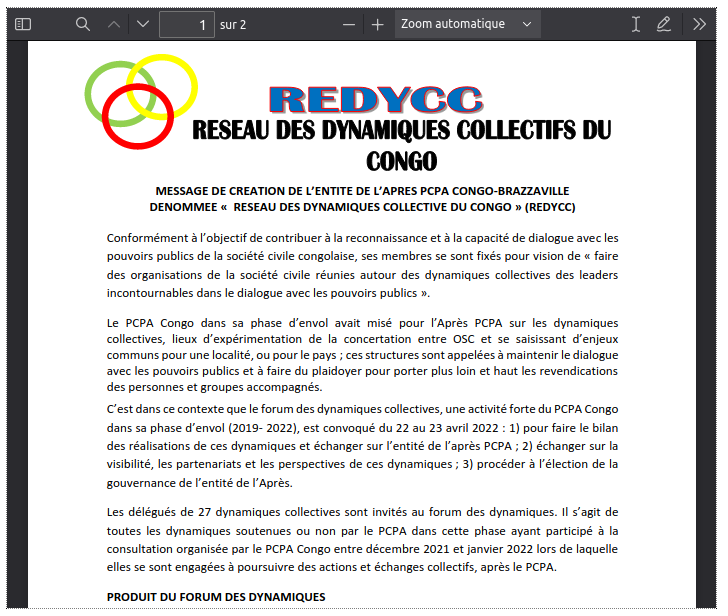 1 sur 2 Zoom automatique
REDYCC
RESEAU DES DYNAMIQUES COLLECTIFS DU
CONGO
MESSAGE DE CREATION DE L’ENTITE DE L’APRES PCPA CONGO-BRAZZAVILLE
DENOMMEE « RESEAU DES DYNAMIQUES COLLECTIVE DU CONGO » (REDYCC)
Conformément à l’objectif de contribuer à la reconnaissance et à la capacité de dialogue avec les
pouvoirs publics de la société civile congolaise, ses membres se sont fixés pour vision de « faire
des organisations de la société civile réunies autour des dynamiques collectives des leaders
incontournables dans le dialogue avec les pouvoirs publics ».
Le PCPA Congo dans sa phase d’envol avait misé pour l’Après PCPA sur les dynamiques
collectives, lieux d’expérimentation de la concertation entre OSC et se saisissant d’enjeux
communs pour une localité, ou pour le pays ; ces structures sont appelées à maintenir le dialogue
avec les pouvoirs publics et à faire du plaidoyer pour porter plus loin et haut les revendications
des personnes et groupes accompagnés.
C’est dans ce contexte que le forum des dynamiques collectives, une activité forte du PCPA Congo
dans sa phase d’envol (2019- 2022), est convoqué du 22 au 23 avril 2022 : 1) pour faire le bilan
des réalisations de ces dynamiques et échanger sur l’entité de l’après PCPA ; 2) échanger sur la
visibilité, les partenariats et les perspectives de ces dynamiques ; 3) procéder à l’élection de la
gouvernance de l’entité de l’Après.
Les délégués de 27 dynamiques collectives sont invités au forum des dynamiques. Il s’agit de
toutes les dynamiques soutenues ou non par le PCPA dans cette phase ayant participé à la
consultation organisée par le PCPA Congo entre décembre 2021 et janvier 2022 lors de laquelle
elles se sont engagées à poursuivre des actions et échanges collectifs, après le PCPA.
PRODUIT DU FORUM DES DYNAMIQUES